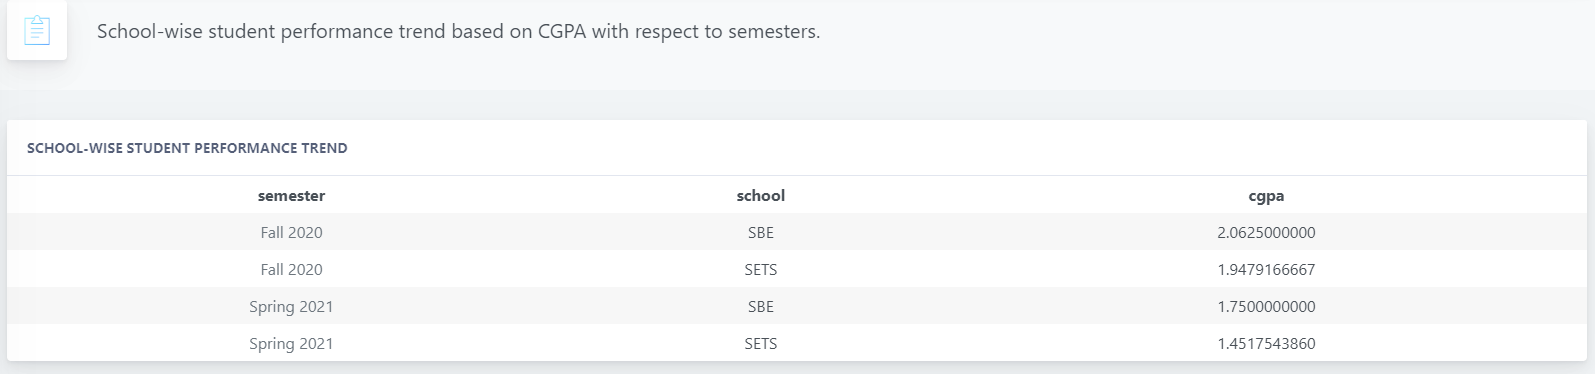 School-wise student performance trend based on CGPA with respect to semesters.
SCHOOL-WISE STUDENT PERFORMANCE TREND
semester school cgpa
Fall 2020 SBE 2.0625000000
Fall 2020 SETS 1.9479166667
Spring 2021 SBE 1.7500000000
Spring 2021 SETS 1.4517543860